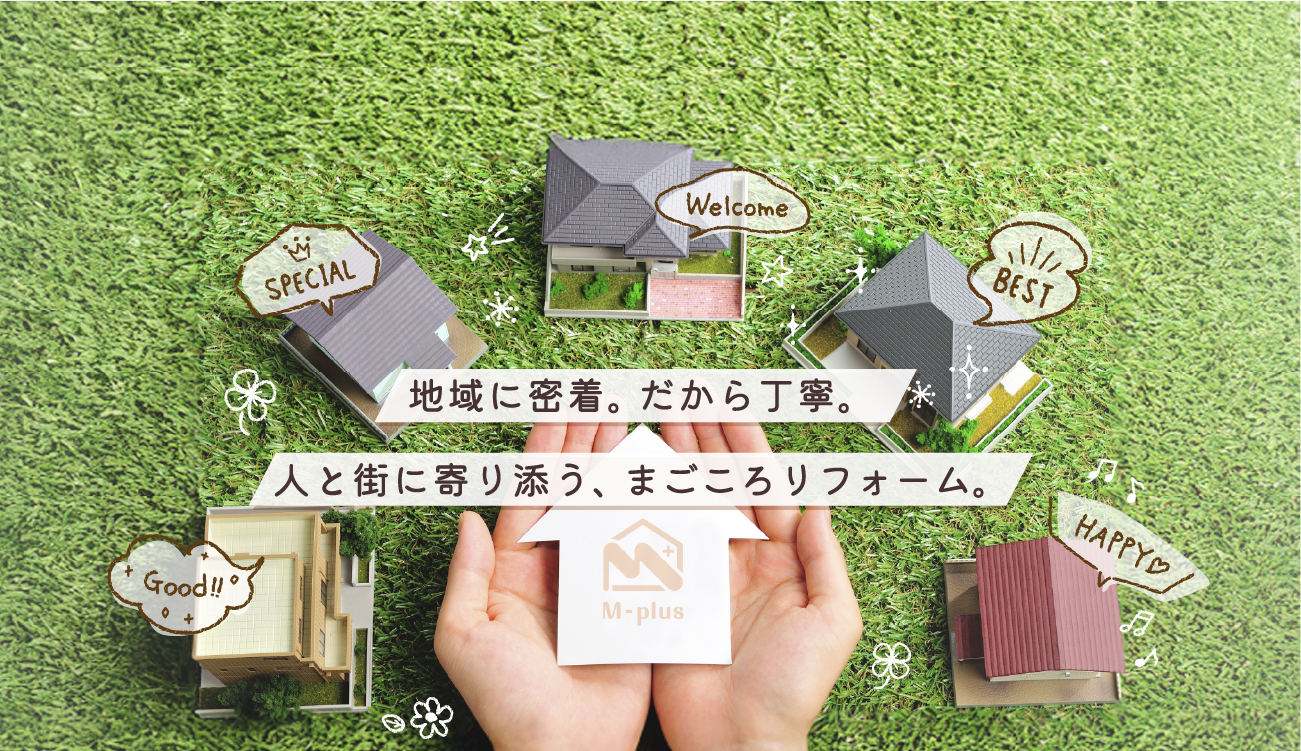 Welcome
SPECIAL
BEST
地域に密着。だから丁寧。
人と街に寄り添う、まごころリフォーム。
Good!!
HAPPY♡
M-plus